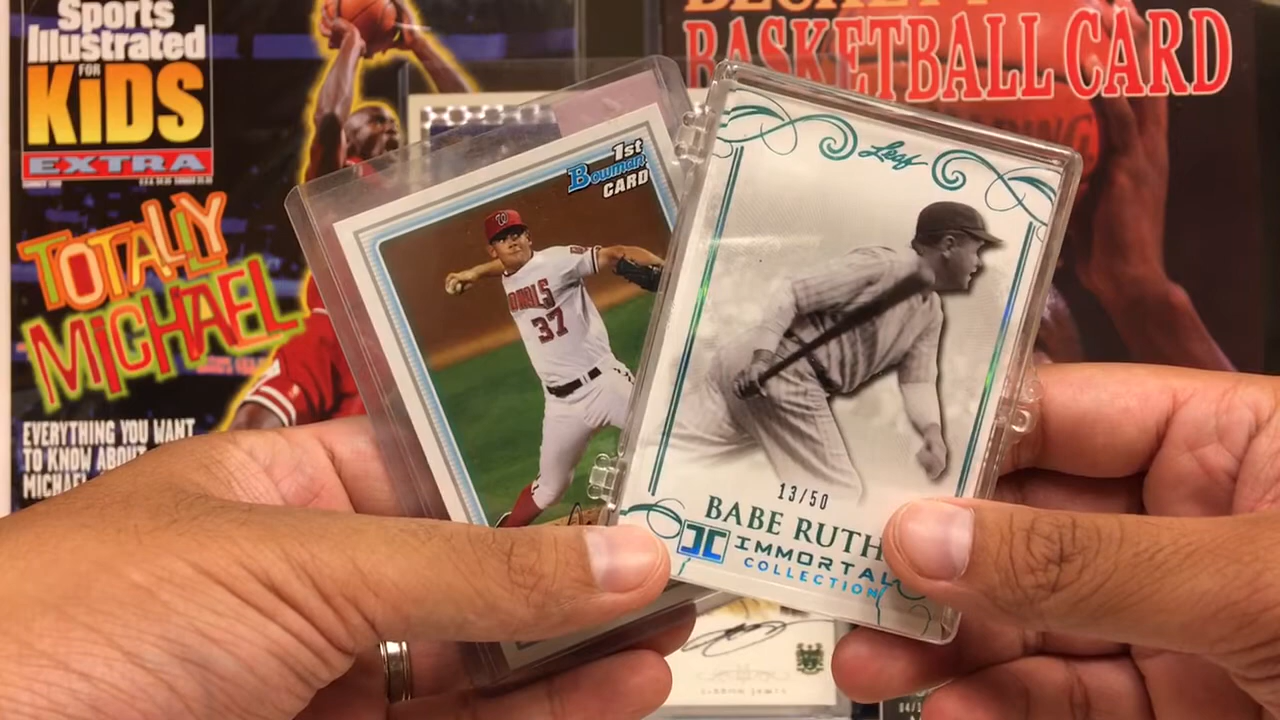 Sports
Illustrated
FOR
KiDS
EXTRA
TOTALLY
MICHAEL
EVERYTHING YOU WANT
TO KNOW ABOUT
MICHAEL
BECKETT
BASKETBALL CARD
1st
Bowman
CARD
37
Leaf
13/50
BABE RUTH
IMMORTAL
COLLECTION